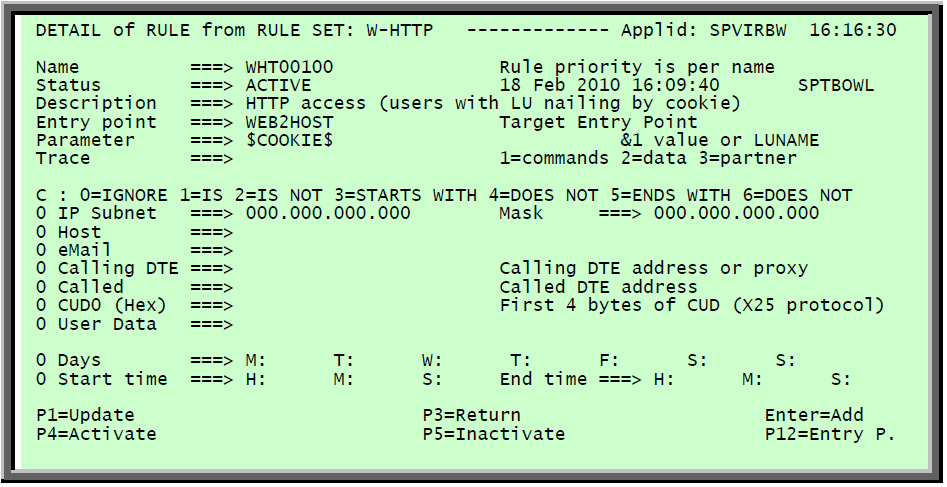 DETAIL of RULE from RULE SET: W-HTTP   ------------- Applid: SPVIRBW  16:16:30
Name          ===> WHT00100               Rule priority is per name
Status        ===> ACTIVE                 18 Feb 2010 16:09:40       SPTBOWL
Description   ===> HTTP access (users with LU nailing by cookie)
Entry point   ===> WEB2HOST               Target Entry Point
Parameter     ===> $COOKIE$                          &1 value or LUNAME
Trace         ===>                        1=commands 2=data 3=partner
C : 0=IGNORE 1=IS 2=IS NOT 3=STARTS WITH 4=DOES NOT 5=ENDS WITH 6=DOES NOT
0 IP Subnet   ===> 000.000.000.000        Mask     ===> 000.000.000.000
0 Host        ===>
0 eMail       ===>
0 Calling DTE ===>                        Calling DTE address or proxy
0 Called      ===>                        Called DTE address
0 CUD0 (Hex)  ===>                        First 4 bytes of CUD (X25 protocol)
0 User Data   ===>
0 Days        ===> M:      T:      W:      T:      F:      S:      S:
0 Start time  ===> H:      M:      S:     End time ===> H:      M:      S:
P1=Update                          P3=Return                      Enter=Add
P4=Activate                        P5=Inactivate                  P12=Entry P.